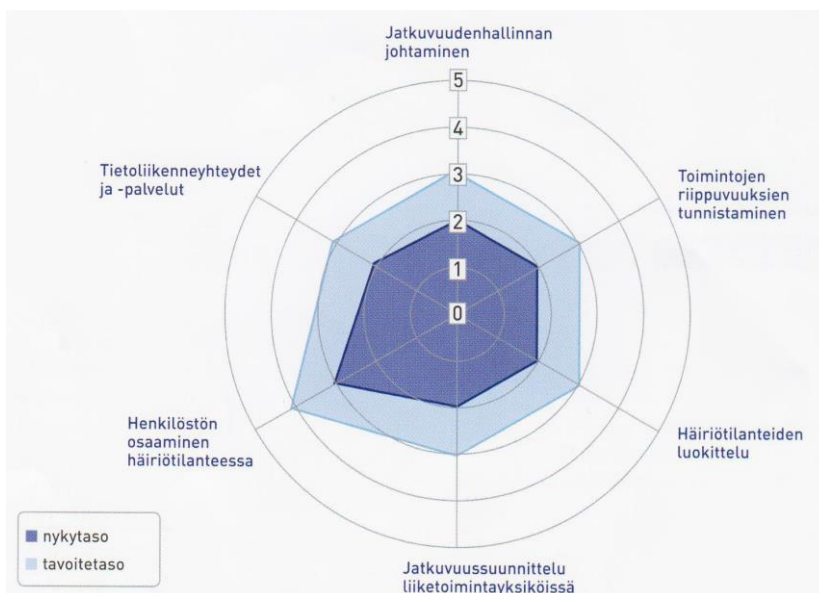 Jatkuvuudenhallinnan
johtaminen
5
4
3
2
1
0
Tietoliikenneyhteydet
ja -palvelut
Toimintojen
riippuvuuksien
tunnistaminen
Henkilöstön
osaaminen
häiriötilanteessa
Häiriötilanteiden
luokittelu
Jatkuvuussuunnittelu
liiketoimintayksiköissä
nykytaso
tavoitetaso